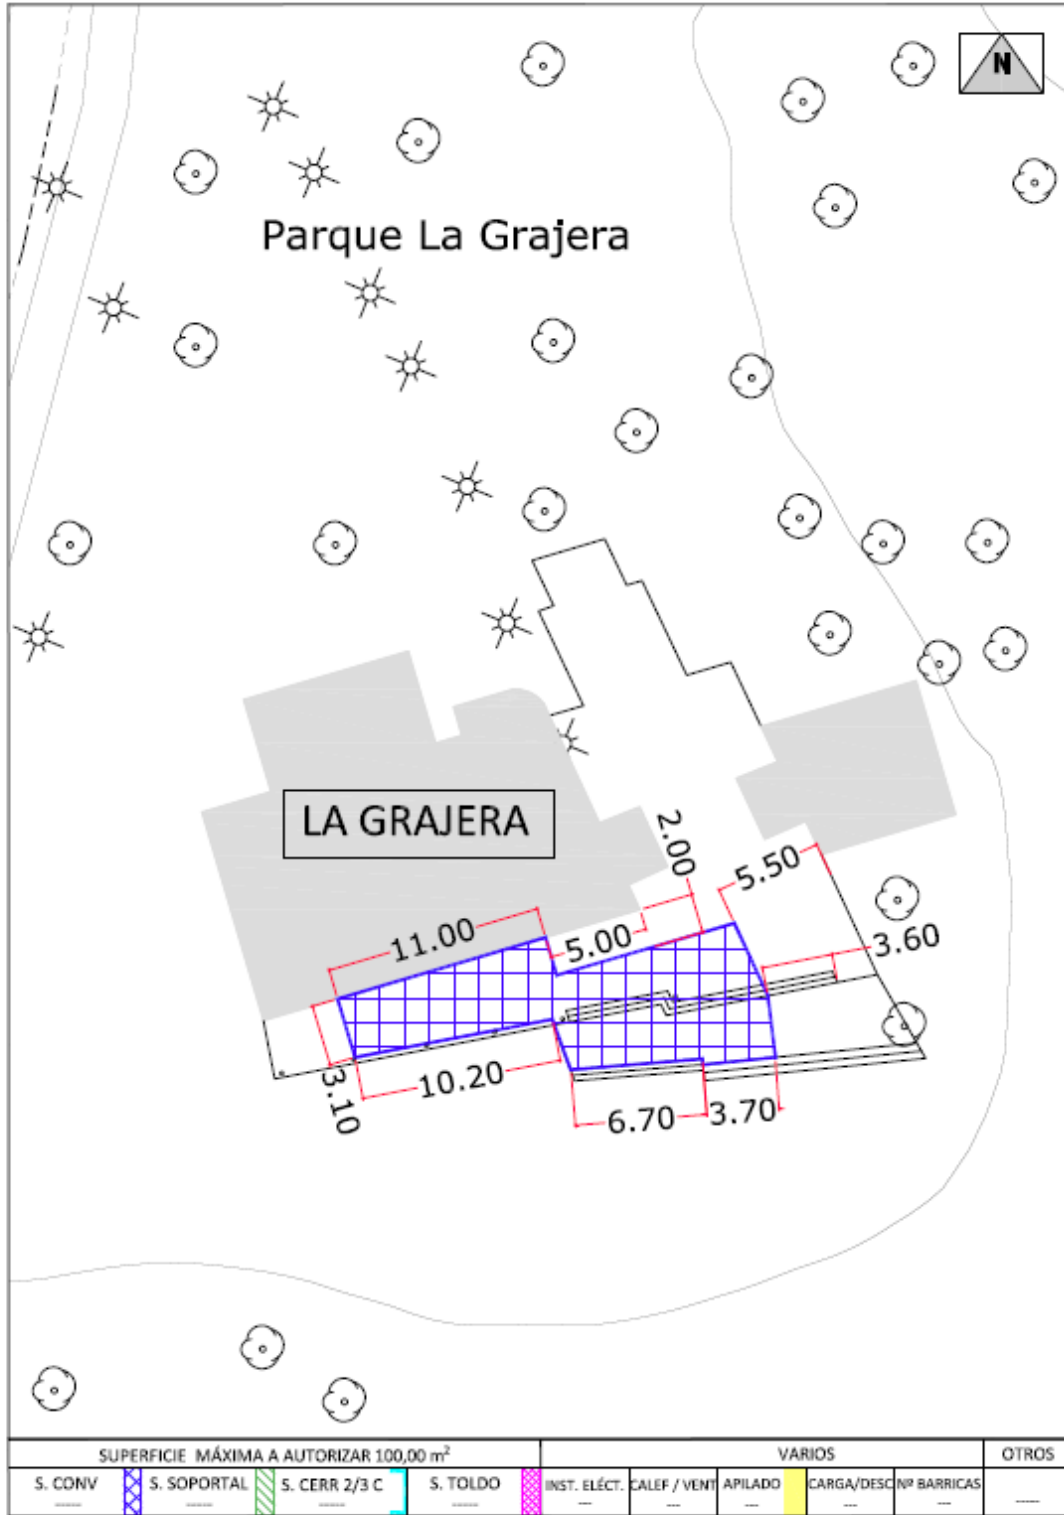 N
Parque La Grajera
LA GRAJERA
2.00
5.50
11.00
5.00
3.60
3.10
10.20
6.70
3.70
SUPERFICIE MÁXIMA A AUTORIZAR 100,00 m²
VARIOS
OTROS
S. CONV
S. SOPORTAL
S. CERR 2/3 C
S. TOLDO
INST. ELÉCT.
CALEF / VENT
APILADO
CARGA/DESC
Nº BARRICAS
-----
-----
-----
-----
---
---
---
---
---
-----